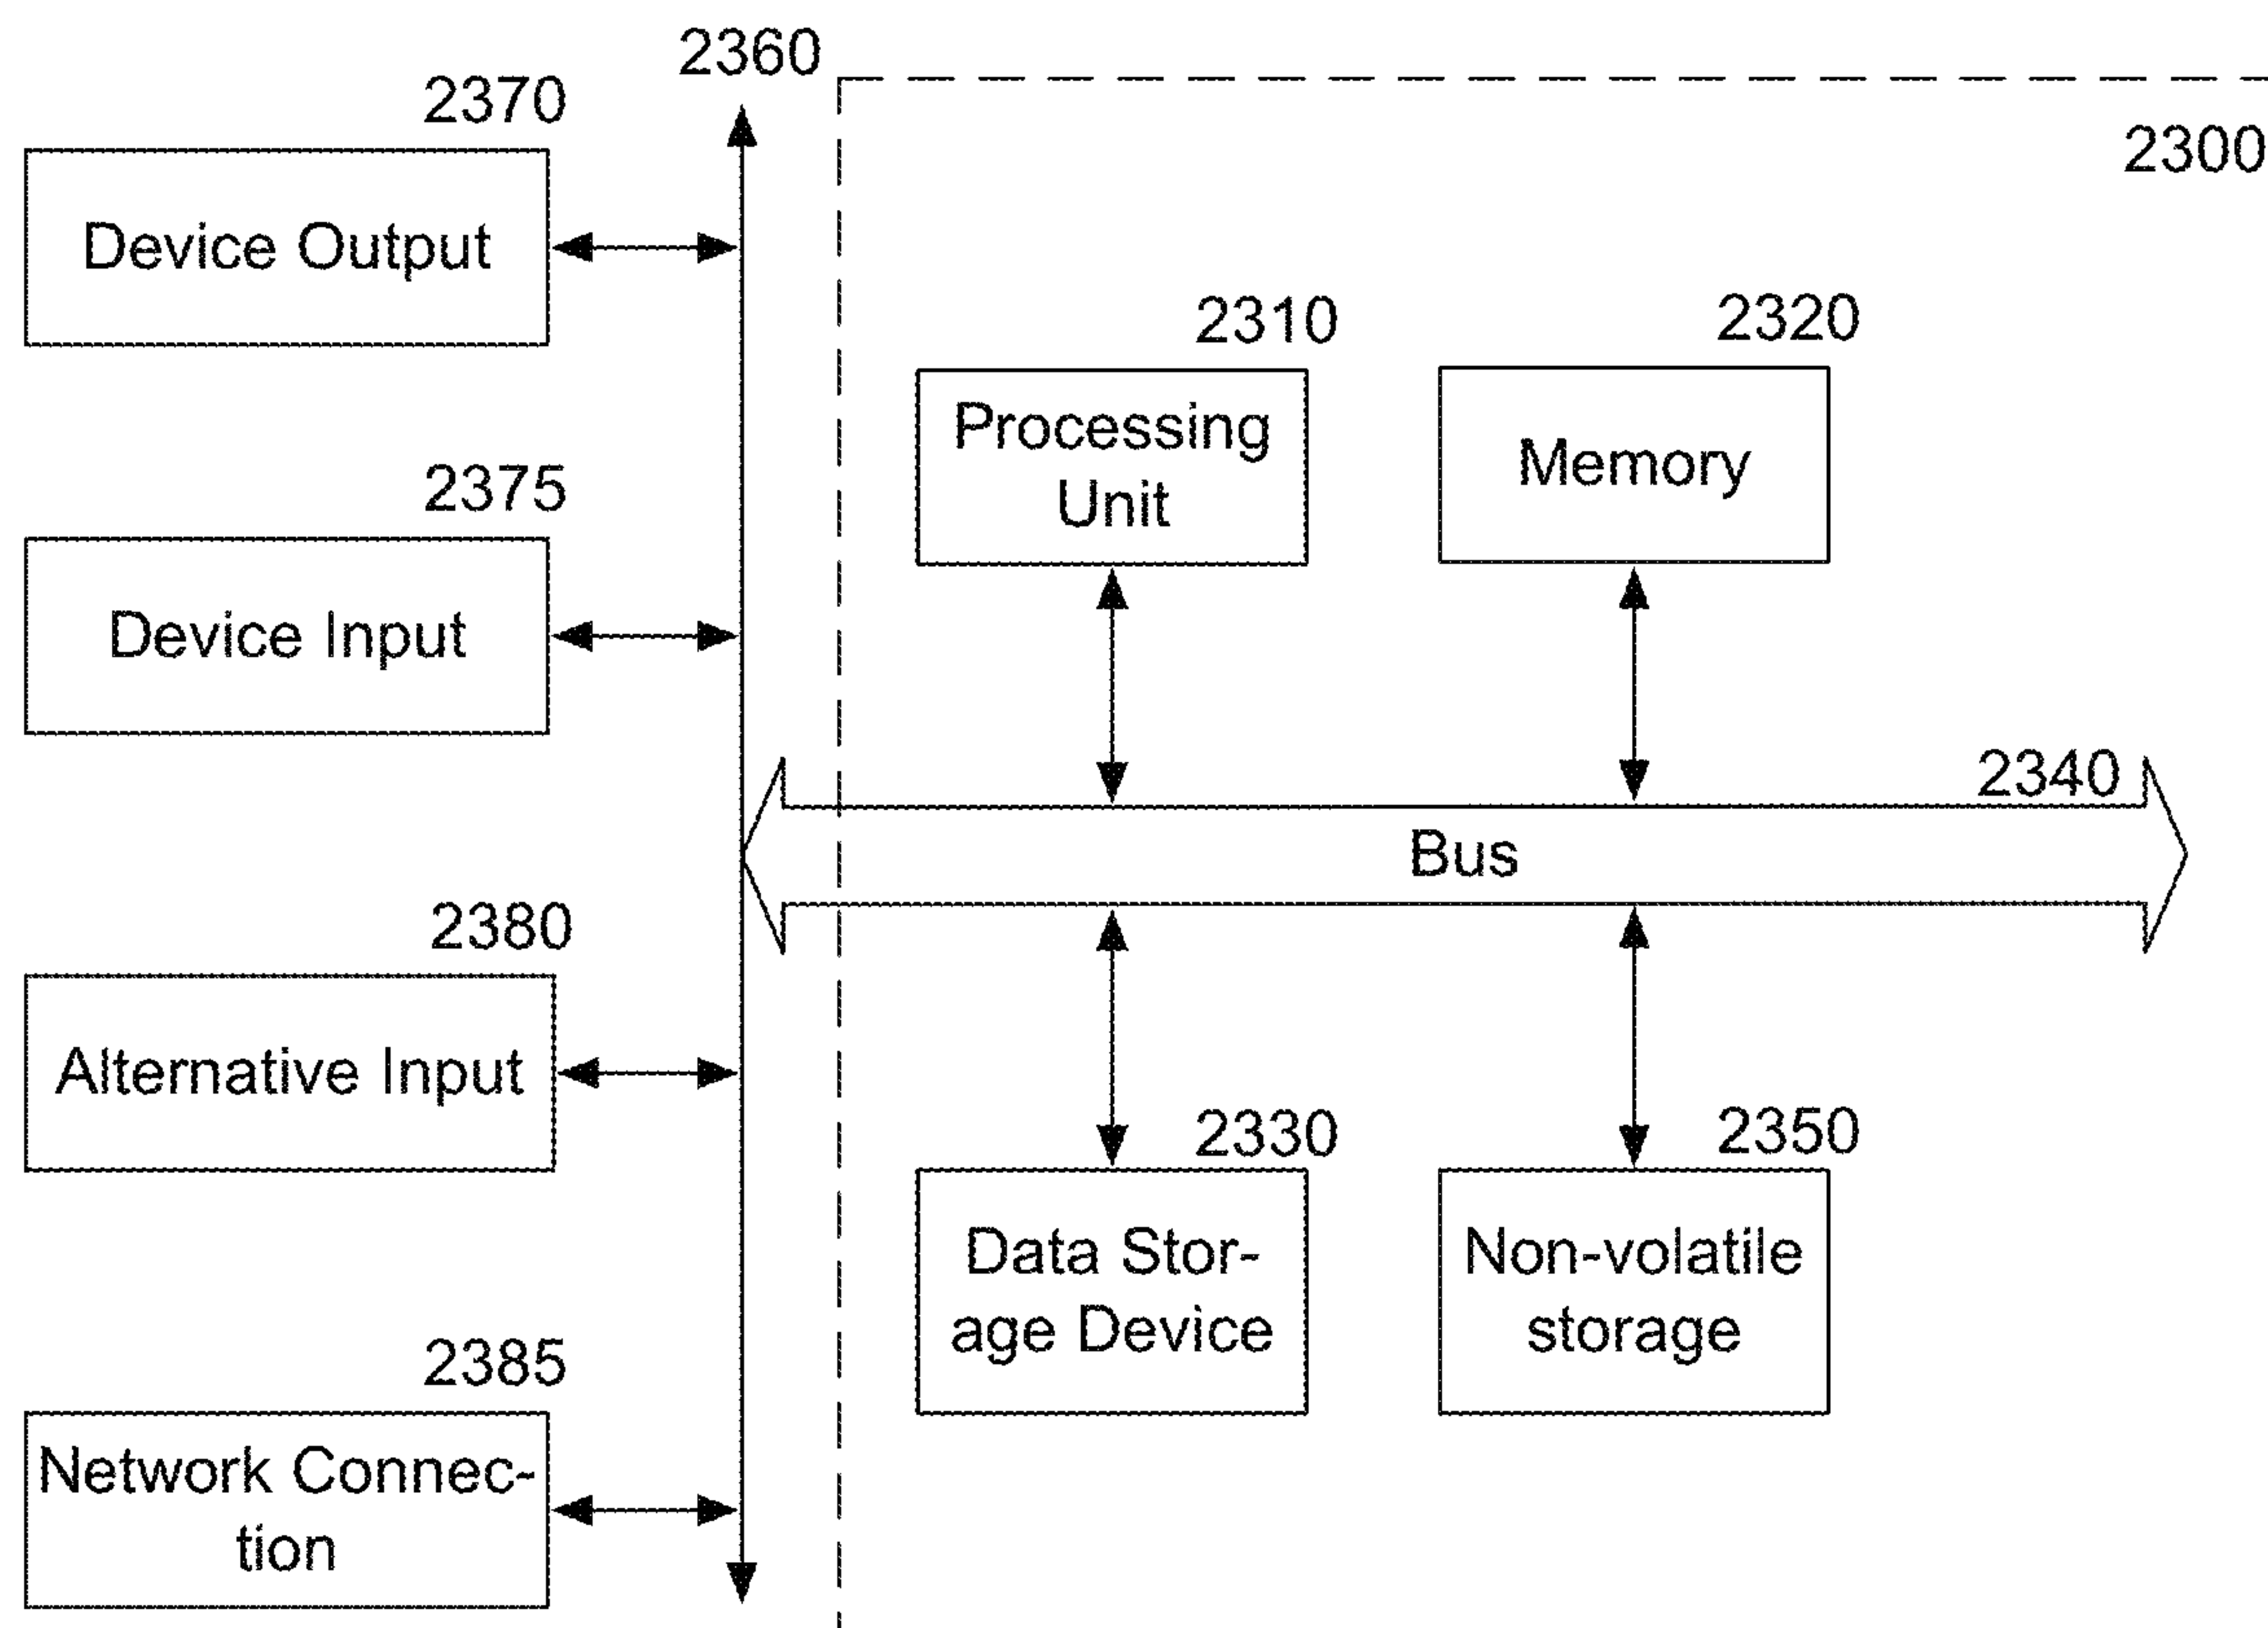 2360
2370
2300
Device Output
2310
2320
Processing
Unit
Memory
2375
Device Input
2340
Bus
2380
Alternative Input
2330
2350
Data Stor-
age Device
Non-volatile
storage
2385
Network Connec-
tion